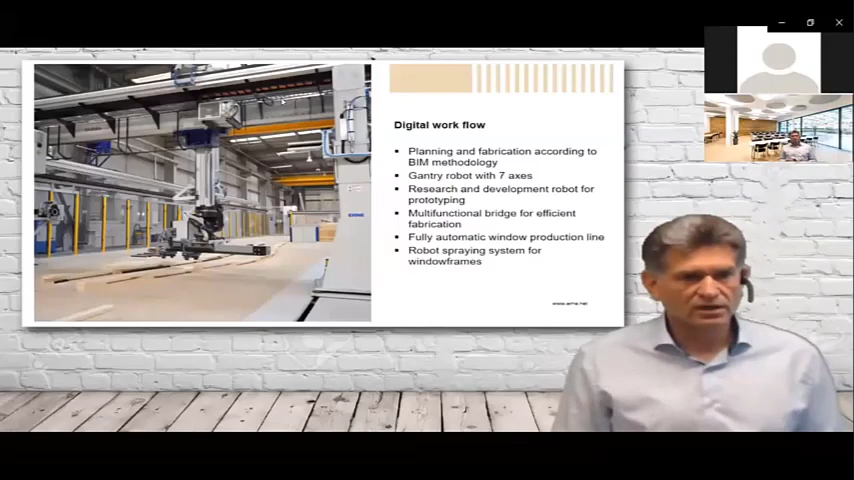 Digital work flow
▪ Planning and fabrication according to
BIM methodology
▪ Gantry robot with 7 axes
▪ Research and development robot for
prototyping
▪ Multifunctional bridge for efficient
fabrication
▪ Fully automatic window production line
▪ Robot spraying system for
windowframes
www.erne.net